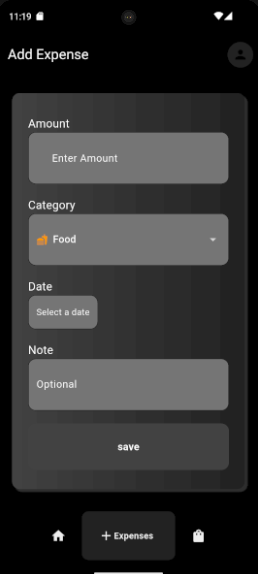 11:19
Add Expense
Amount
Enter Amount
Category
Food
Date
Select a date
Note
Optional
save
+ Expenses